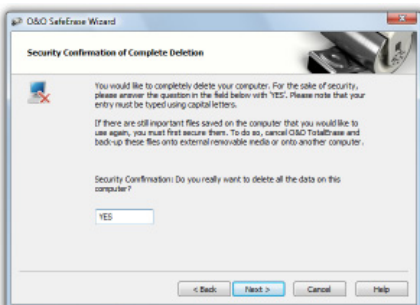 O&O SafeErase Wizard
Security Confirmation of Complete Deletion
You would like to completely delete your computer. For the sake of security,
please answer the question in the field below with 'YES'. Please note that your
entry must be typed using capital letters.
If there are still important files saved on the computer that you would like to
use again, you must first secure them. To do so, cancel O&O TotalErase and
back-up these files onto external removable media or onto another computer.
Security Confirmation: Do you really want to delete all the data on this
computer?
YES
< Back Next > Cancel Help